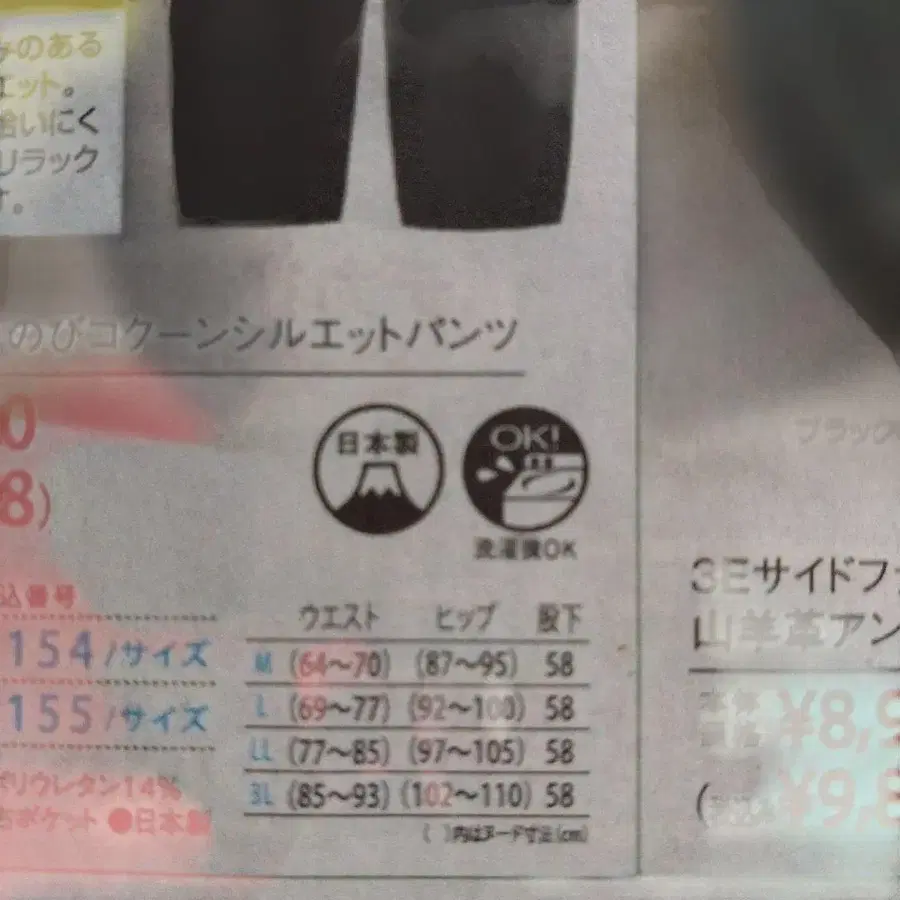 みのある
エット。
拾いにく
リラック
す。
のびコクーンシルエットパンツ
0
8)
日本製
OK!
洗濯機OK
込番号
154/サイズ
155/サイズ
ポリウレタン14%
ポケット ●日本製
ウエスト ヒップ 股下
M (64〜70) (87〜95) 58
L (69〜77) (92〜100) 58
LL (77〜85) (97〜105) 58
3L (85〜93) (102〜110) 58
( )内はヌード寸法(cm)
ブラック
3Eサイドフ
山羊革アン
¥8,9
¥9,8